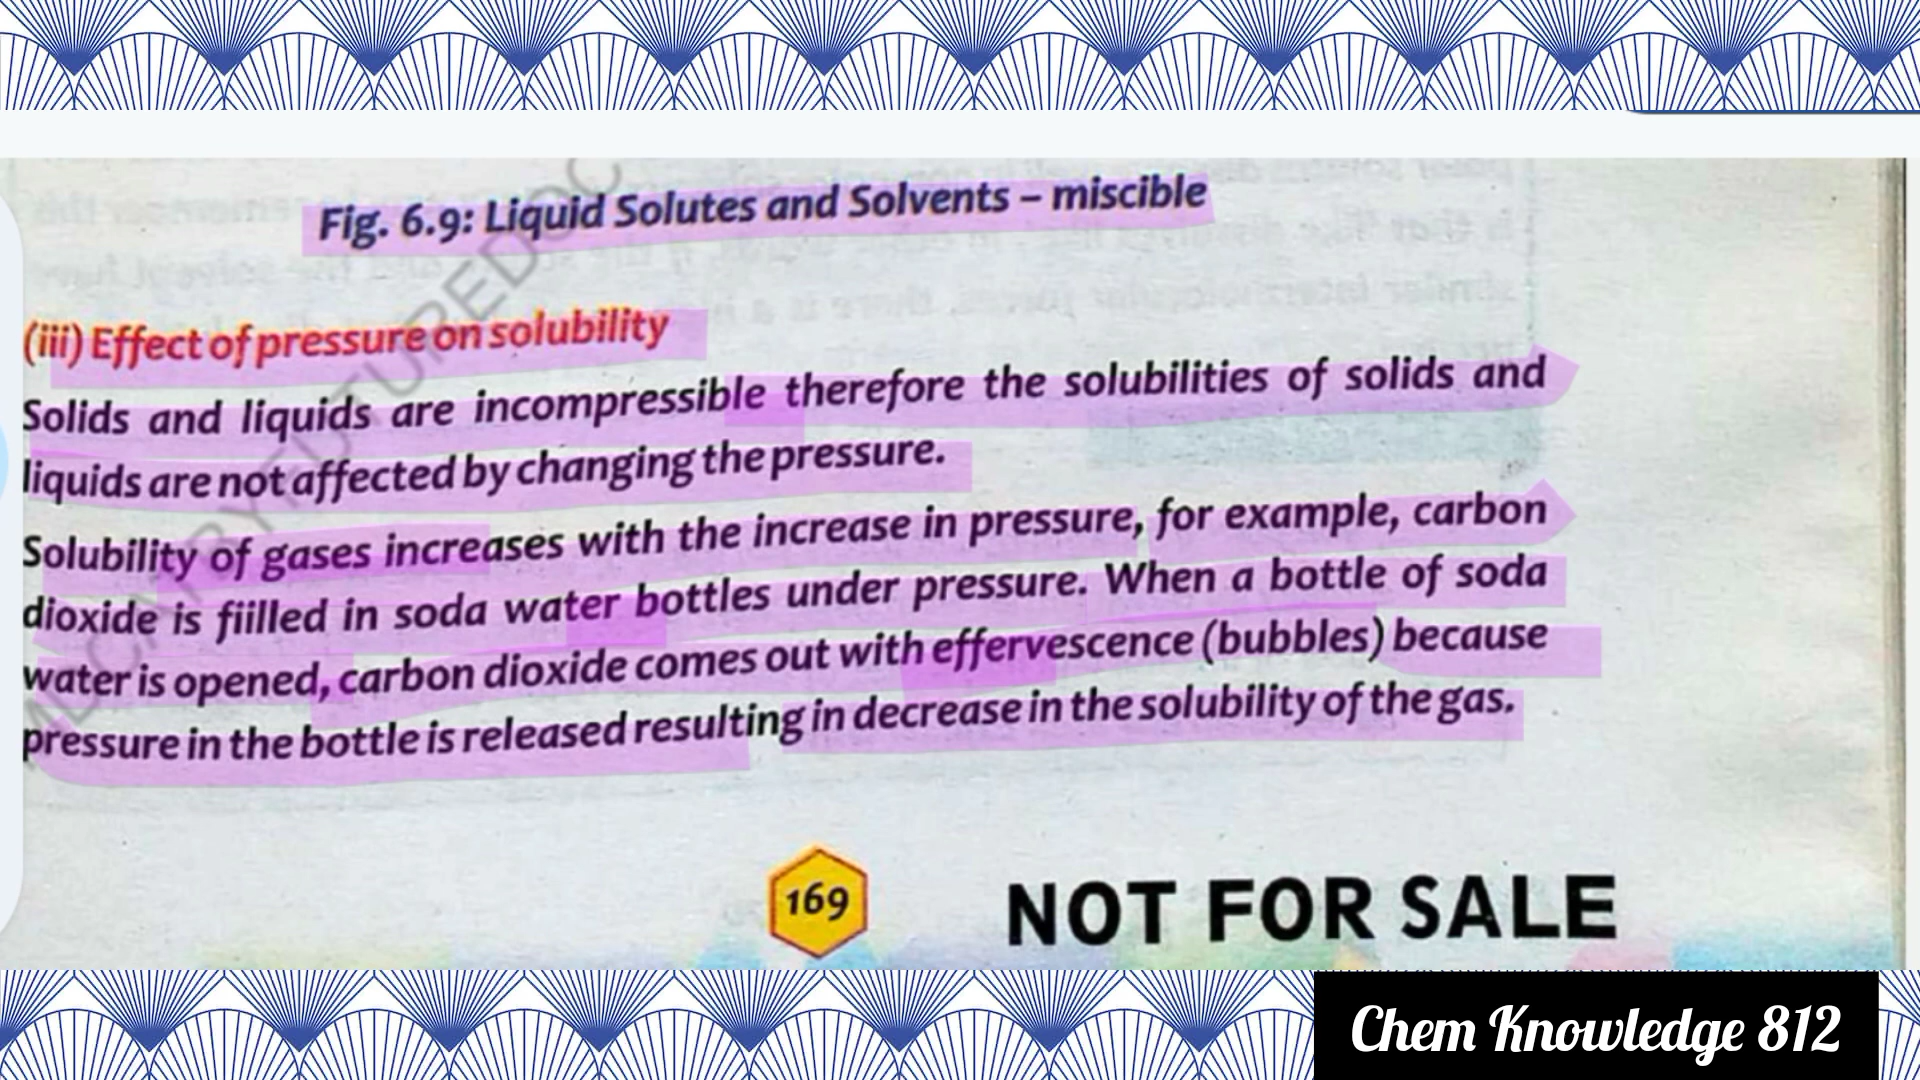 Fig. 6.9: Liquid Solutes and Solvents – miscible
(iii) Effect of pressure on solubility
Solids and liquids are incompressible therefore the solubilities of solids and
liquids are not affected by changing the pressure.
Solubility of gases increases with the increase in pressure, for example, carbon
dioxide is fiilled in soda water bottles under pressure. When a bottle of soda
water is opened, carbon dioxide comes out with effervescence (bubbles) because
pressure in the bottle is released resulting in decrease in the solubility of the gas.
169
NOT FOR SALE
Chem Knowledge 812